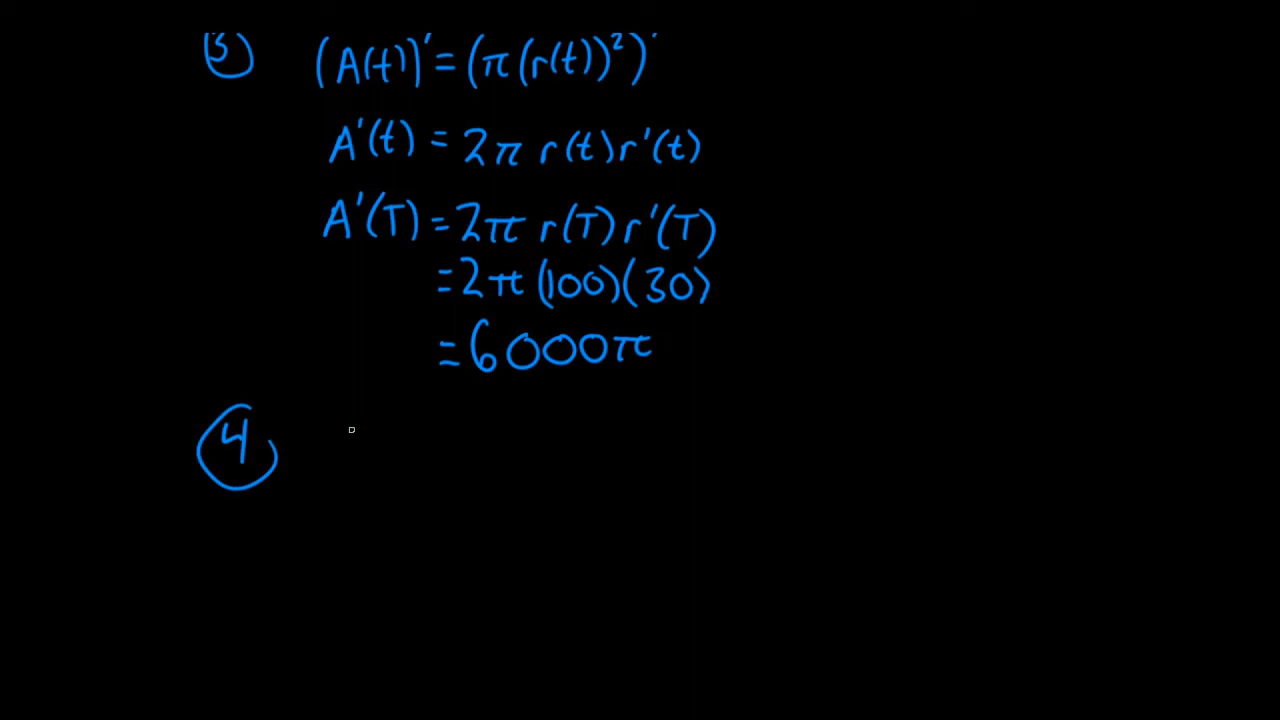 ③ (A(t))' = (π(r(t))²)'
A'(t) = 2π r(t) r'(t)
A'(T) = 2π r(T) r'(T)
= 2π (100)(30)
= 6000π
④